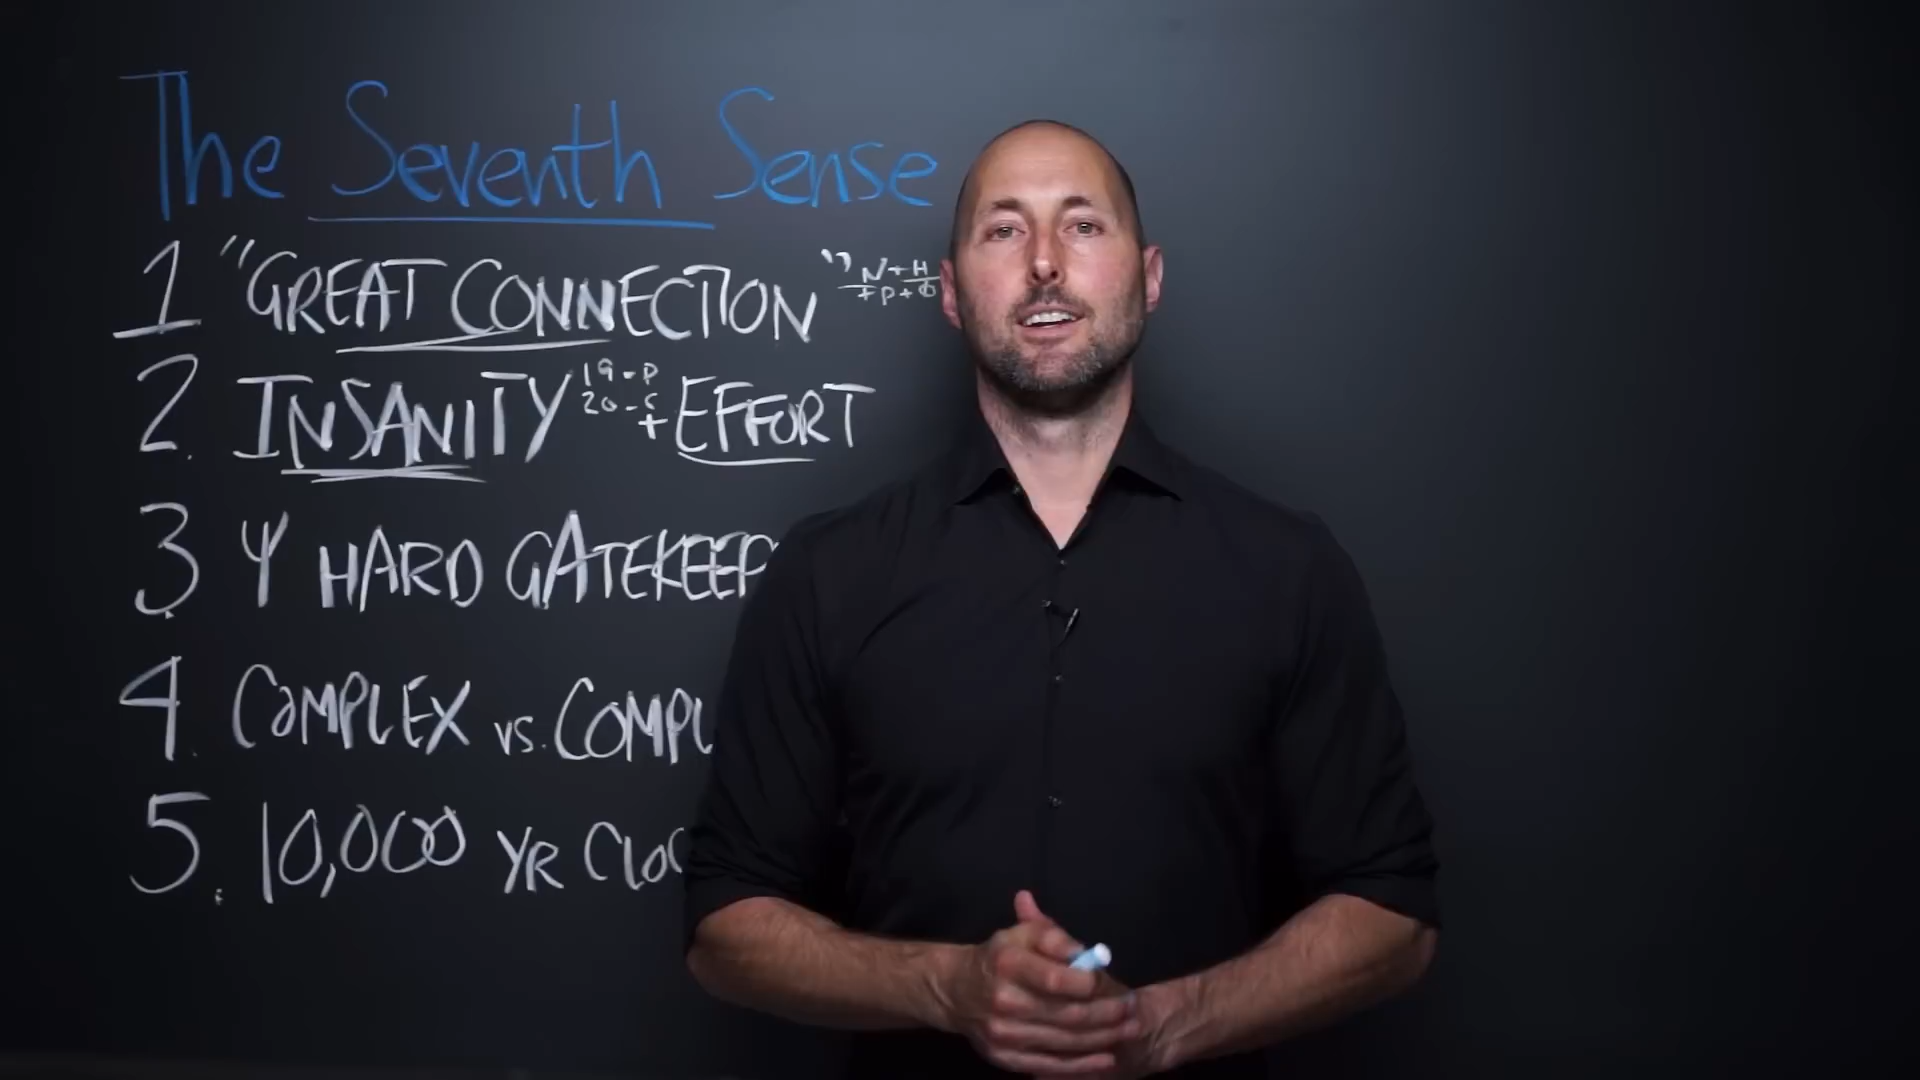 The Seventh Sense
1 "GREAT CONNECTION" N+H
+P+
2. INSANITY 19-P + EFFORT
3. 4 HARD GATEKEEP
4. COMPLEX vs. COMPL
5. 10,000 YR CLOC